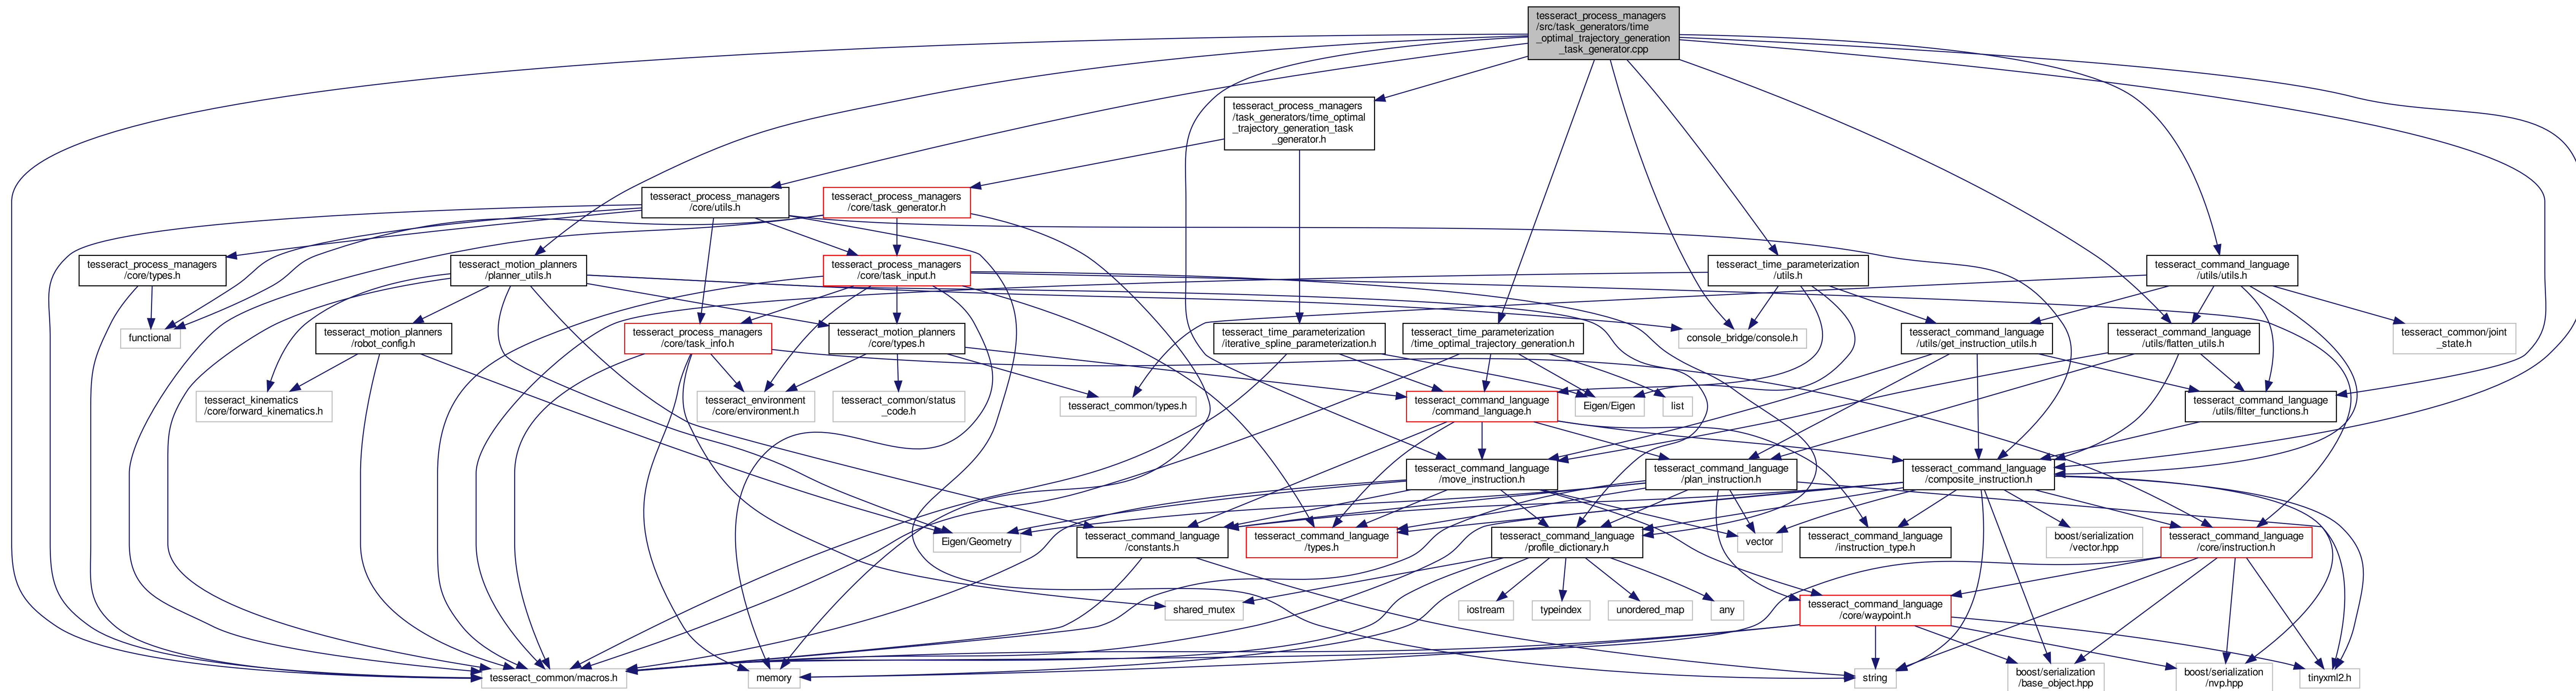 tesseract_process_managers
/src/task_generators/time
_optimal_trajectory_generation
_task_generator.cpp
tesseract_process_managers
/task_generators/time_optimal
_trajectory_generation_task
_generator.h
tesseract_process_managers
/core/utils.h
tesseract_process_managers
/core/task_generator.h
tesseract_process_managers
/core/types.h
tesseract_motion_planners
/planner_utils.h
tesseract_process_managers
/core/task_input.h
tesseract_time_parameterization
/utils.h
tesseract_command_language
/utils/utils.h
functional
tesseract_motion_planners
/robot_config.h
tesseract_process_managers
/core/task_info.h
tesseract_motion_planners
/core/types.h
tesseract_time_parameterization
/iterative_spline_parameterization.h
tesseract_time_parameterization
/time_optimal_trajectory_generation.h
console_bridge/console.h
tesseract_command_language
/utils/get_instruction_utils.h
tesseract_command_language
/utils/flatten_utils.h
tesseract_common/joint
_state.h
tesseract_kinematics
/core/forward_kinematics.h
tesseract_environment
/core/environment.h
tesseract_common/status
_code.h
tesseract_common/types.h
tesseract_command_language
/command_language.h
Eigen/Eigen
list
tesseract_command_language
/utils/filter_functions.h
tesseract_command_language
/move_instruction.h
tesseract_command_language
/plan_instruction.h
tesseract_command_language
/composite_instruction.h
Eigen/Geometry
tesseract_command_language
/constants.h
tesseract_command_language
/types.h
tesseract_command_language
/profile_dictionary.h
vector
tesseract_command_language
/instruction_type.h
boost/serialization
/vector.hpp
tesseract_command_language
/core/instruction.h
shared_mutex
iostream
typeindex
unordered_map
any
tesseract_command_language
/core/waypoint.h
tesseract_common/macros.h
memory
string
boost/serialization
/base_object.hpp
boost/serialization
/nvp.hpp
tinyxml2.h